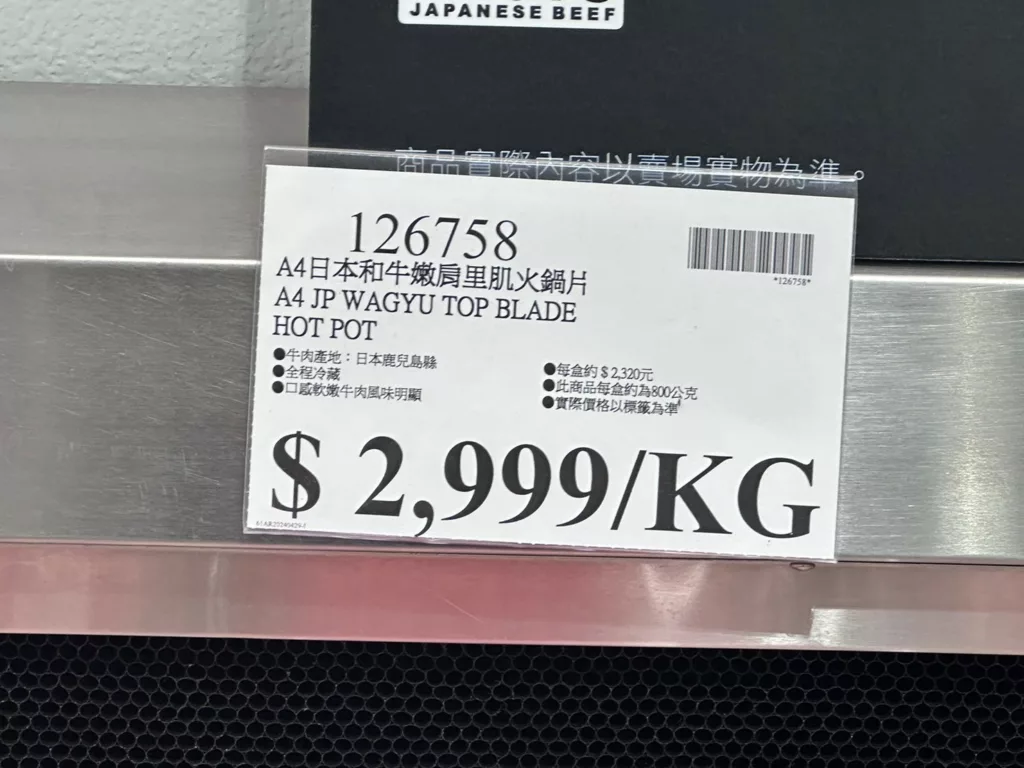 JAPANESE BEEF
商品實際內容以賣場實物為準。
126758
*126758*
A4日本和牛嫩肩里肌火鍋片
A4 JP WAGYU TOP BLADE
HOT POT
●牛肉產地：日本鹿兒島縣
●全程冷藏
●口感軟嫩牛肉風味明顯
●每盒約 $ 2,320元
●此商品每盒約為800公克
●實際價格以標籤為準
$ 2,999/KG